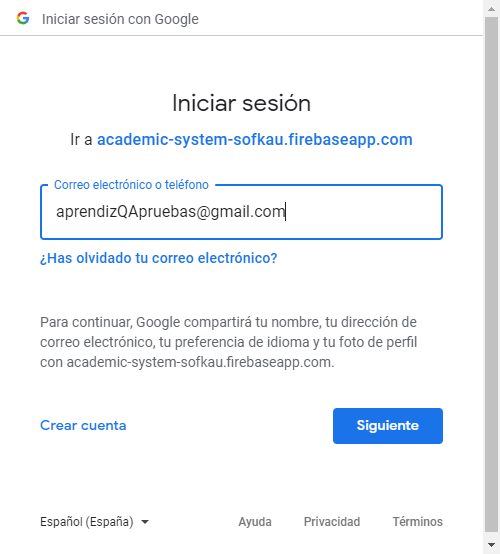 Iniciar sesión con Google
Iniciar sesión
Ir a academic-system-sofkau.firebaseapp.com
Correo electrónico o teléfono
aprendizQApruebas@gmail.com
¿Has olvidado tu correo electrónico?
Para continuar, Google compartirá tu nombre, tu dirección de
correo electrónico, tu preferencia de idioma y tu foto de perfil
con academic-system-sofkau.firebaseapp.com.
Crear cuenta Siguiente
Español (España) Ayuda Privacidad Términos